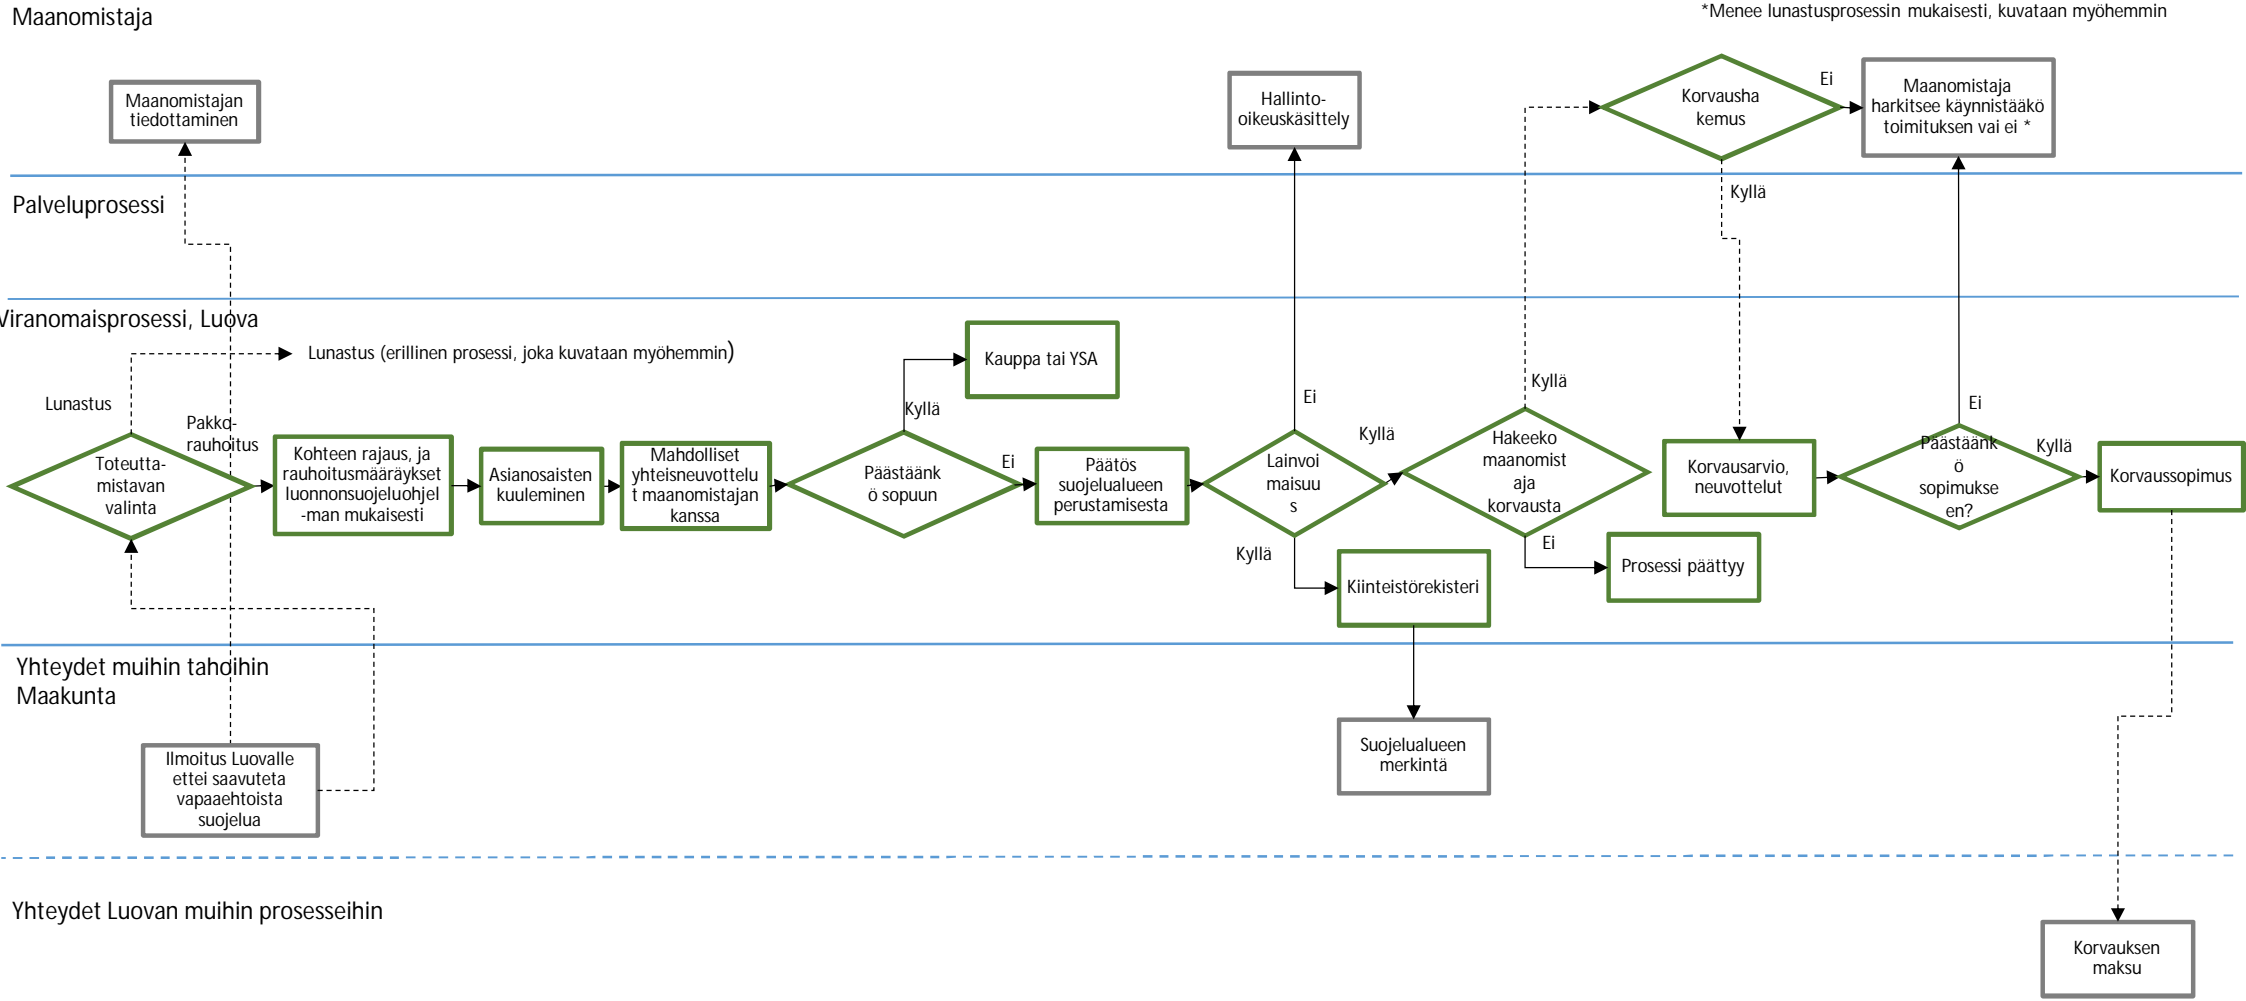 Maanomistaja
*Menee lunastusprosessin mukaisesti, kuvataan myöhemmin
Maanomistajan
tiedottaminen
Hallinto-
oikeuskäsittely
Korvausha
kemus
Ei
Maanomistaja
harkitsee käynnistääkö
toimituksen vai ei *
Palveluprosessi
Kyllä
Viranomaisprosessi, Luova
Lunastus (erillinen prosessi, joka kuvataan myöhemmin)
Lunastus
Pakko-
rauhoitus
Toteutta-
mistavan
valinta
Kohteen rajaus, ja
rauhoitusmääräykset
luonnonsuojeluohjel
-man mukaisesti
Asianosaisten
kuuleminen
Mahdolliset
yhteisneuvottelu
t maanomistajan
kanssa
Päästäänk
ö sopuun
Kyllä
Kauppa tai YSA
Ei
Päätös
suojelualueen
perustamisesta
Lainvoi
maisuu
s
Ei
Kyllä
Kyllä
Kiinteistörekisteri
Hakeeko
maanomist
aja
korvausta
Kyllä
Ei
Prosessi päättyy
Korvausarvio,
neuvottelut
Päästäänk
ö
sopimukse
en?
Ei
Kyllä
Korvaussopimus
Yhteydet muihin tahoihin
Maakunta
Ilmoitus Luovalle
ettei saavuteta
vapaaehtoista
suojelua
Suojelualueen
merkintä
Yhteydet Luovan muihin prosesseihin
Korvauksen
maksu